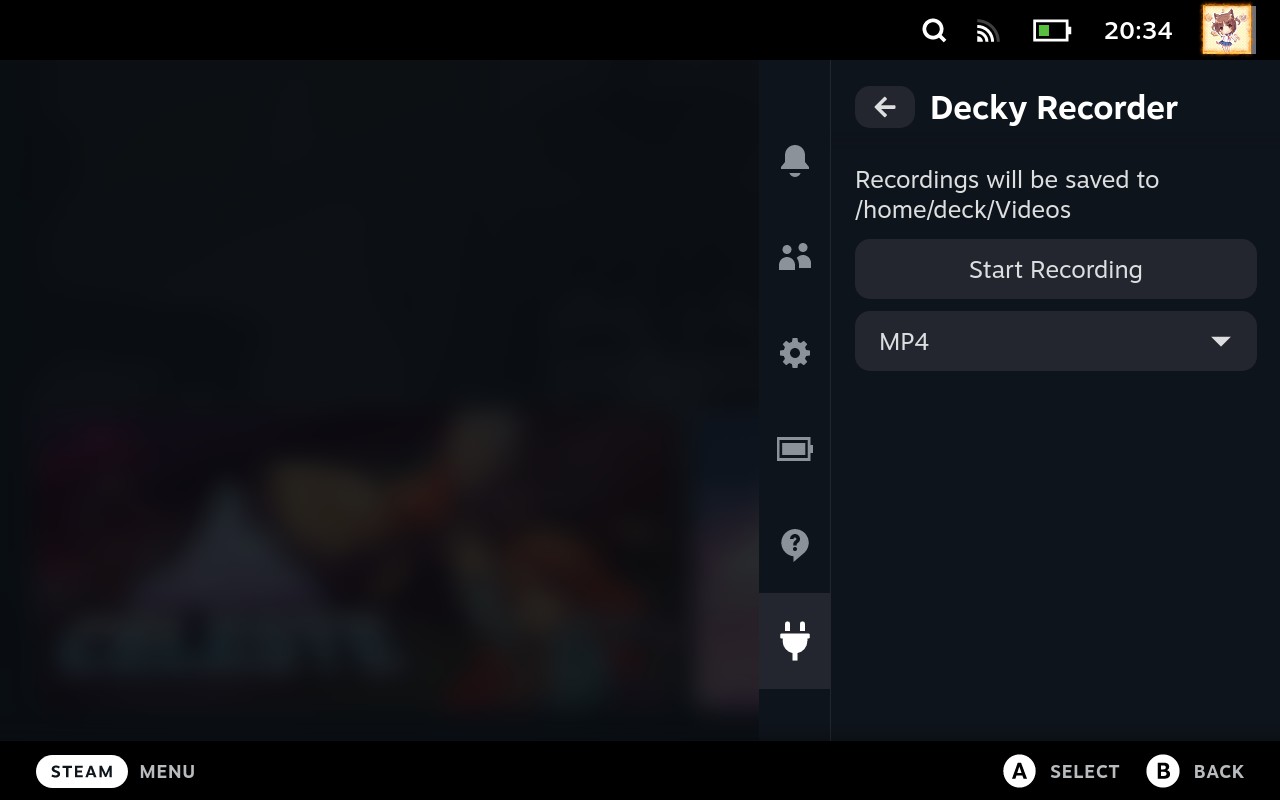 20:34
Decky Recorder
Recordings will be saved to
/home/deck/Videos
Start Recording
MP4
CELESTE
STEAM MENU
A SELECT B BACK